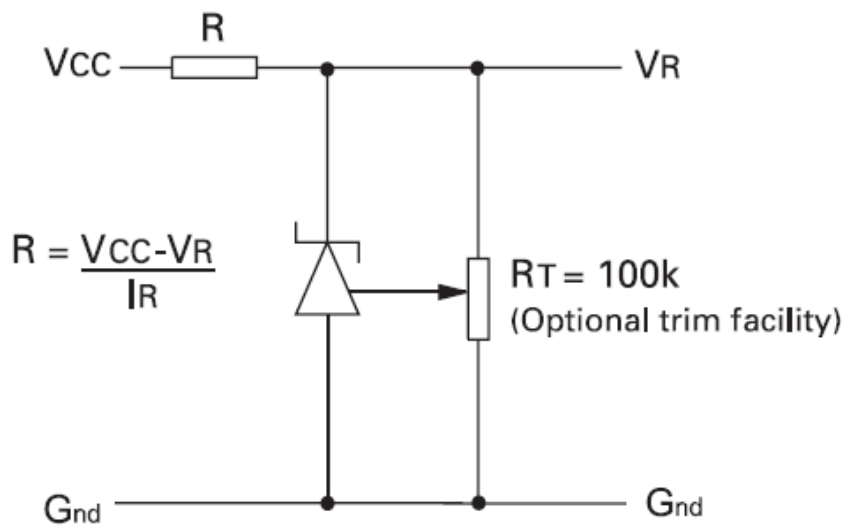 R
VCC
VR
R = VCC-VR
IR
RT = 100k
(Optional trim facility)
Gnd
Gnd